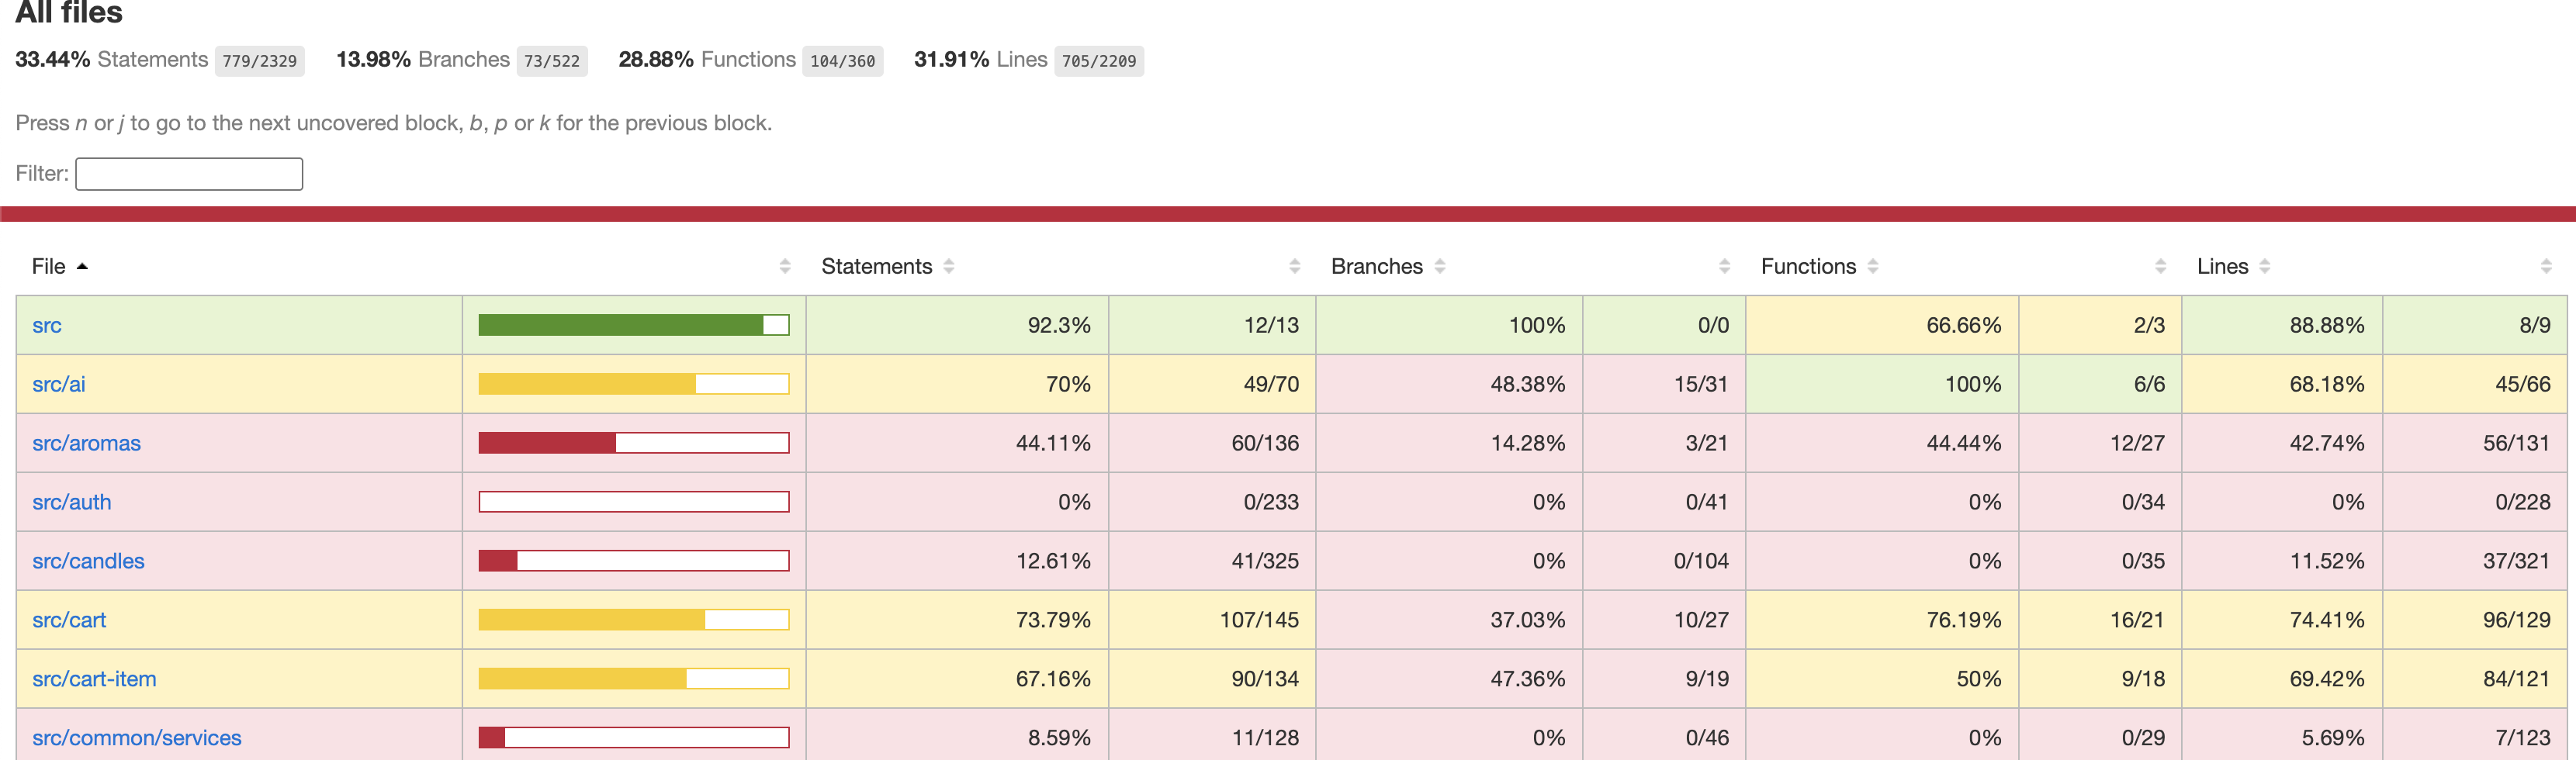 All files
33.44% Statements 779/2329 13.98% Branches 73/522 28.88% Functions 104/360 31.91% Lines 705/2209
Press n or j to go to the next uncovered block, b, p or k for the previous block.
Filter:
File Statements Branches Functions Lines
src 92.3% 12/13 100% 0/0 66.66% 2/3 88.88% 8/9
src/ai 70% 49/70 48.38% 15/31 100% 6/6 68.18% 45/66
src/aromas 44.11% 60/136 14.28% 3/21 44.44% 12/27 42.74% 56/131
src/auth 0% 0/233 0% 0/41 0% 0/34 0% 0/228
src/candles 12.61% 41/325 0% 0/104 0% 0/35 11.52% 37/321
src/cart 73.79% 107/145 37.03% 10/27 76.19% 16/21 74.41% 96/129
src/cart-item 67.16% 90/134 47.36% 9/19 50% 9/18 69.42% 84/121
src/common/services 8.59% 11/128 0% 0/46 0% 0/29 5.69% 7/123